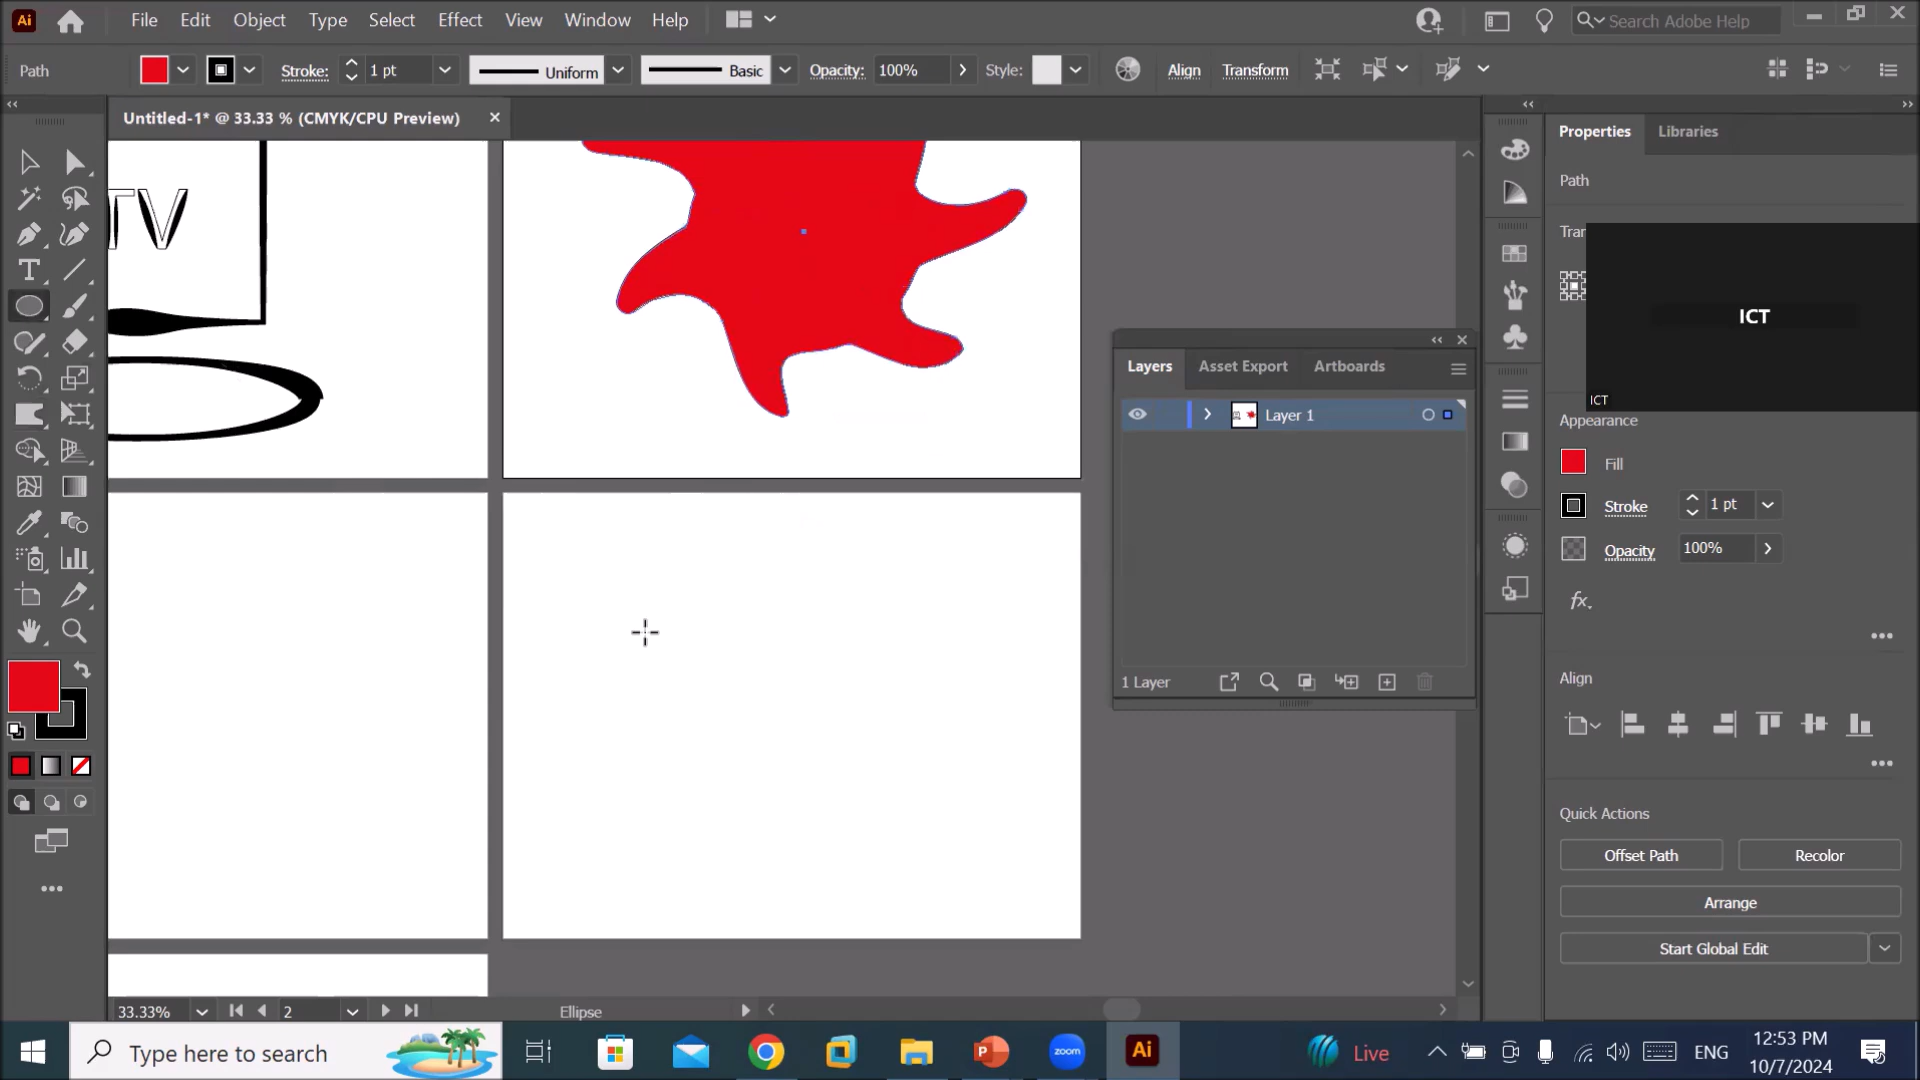 Ai
File Edit Object Type Select Effect View Window Help
Search Adobe Help
Path
Stroke: 1 pt
Uniform
Basic
Opacity: 100%
Style:
Align
Transform
Untitled-1* @ 33.33 % (CMYK/CPU Preview)
TV
Properties
Libraries
Path
Tran
ICT
ICT
Layers
Asset Export
Artboards
Layer 1
1 Layer
Appearance
Fill
Stroke
1 pt
Opacity
100%
fx.
Align
Quick Actions
Offset Path
Recolor
Arrange
Start Global Edit
33.33%
2
Ellipse
Type here to search
zoom
Ai
Live
ENG
12:53 PM
10/7/2024